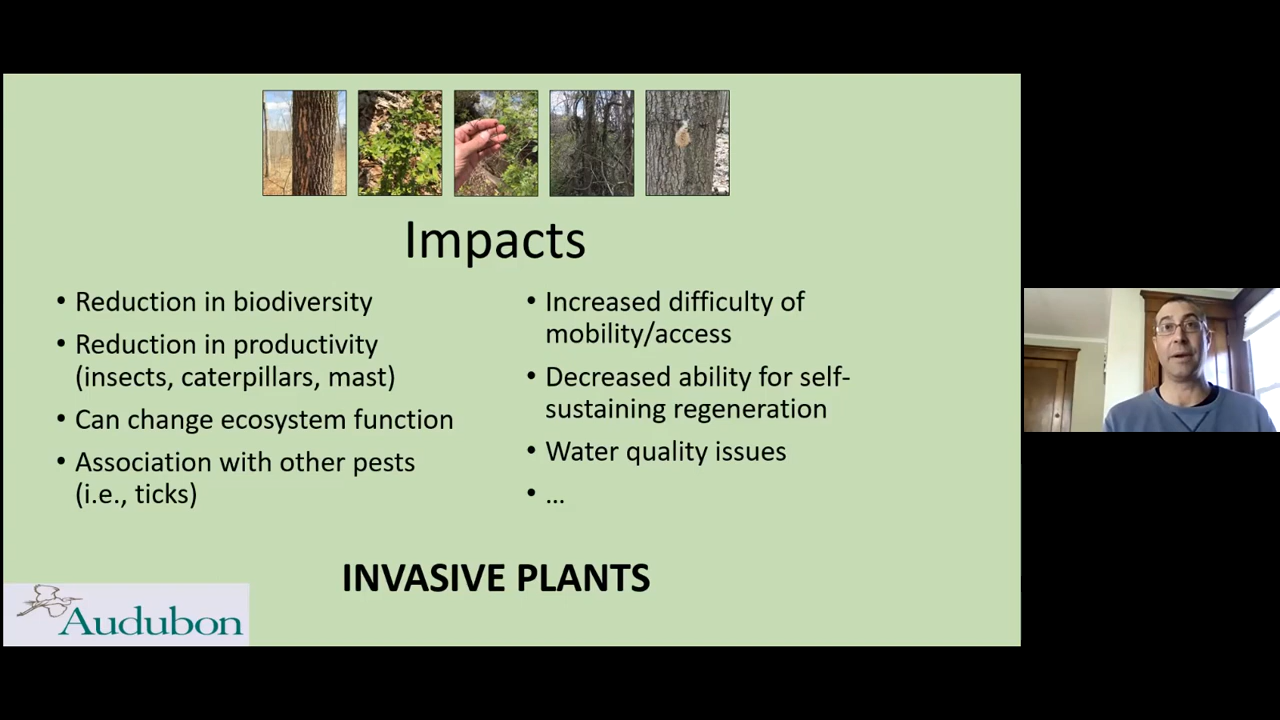 Impacts
• Reduction in biodiversity
• Reduction in productivity
(insects, caterpillars, mast)
• Can change ecosystem function
• Association with other pests
(i.e., ticks)
• Increased difficulty of
mobility/access
• Decreased ability for self-
sustaining regeneration
• Water quality issues
• …
INVASIVE PLANTS
Audubon